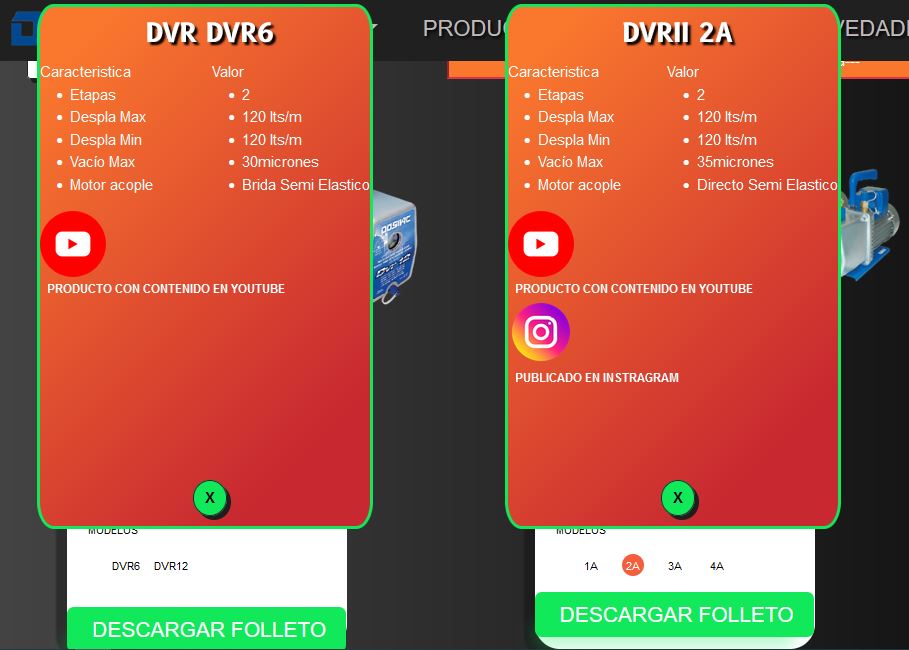 PRODUC
VEDAD
DVR DVR6
Caracteristica Valor
Etapas 2
Despla Max 120 lts/m
Despla Min 120 lts/m
Vacío Max 30micrones
Motor acople Brida Semi Elastico
PRODUCTO CON CONTENIDO EN YOUTUBE
X
MODELOS
DVR6 DVR12
DESCARGAR FOLLETO
DVRII 2A
Caracteristica Valor
Etapas 2
Despla Max 120 lts/m
Despla Min 120 lts/m
Vacío Max 35micrones
Motor acople Directo Semi Elastico
PRODUCTO CON CONTENIDO EN YOUTUBE
PUBLICADO EN INSTRAGRAM
X
MODELOS
1A 2A 3A 4A
DESCARGAR FOLLETO